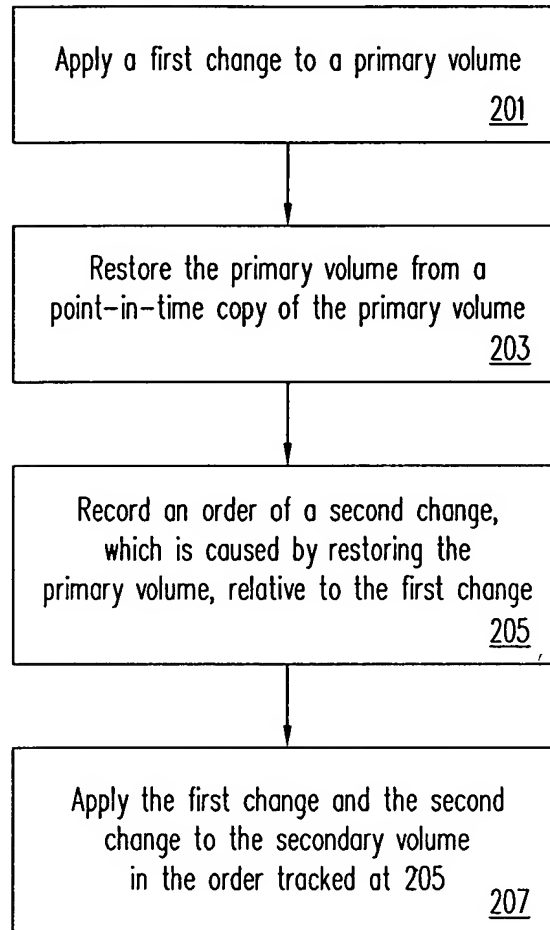 Apply a first change to a primary volume
201
Restore the primary volume from a
point-in-time copy of the primary volume
203
Record an order of a second change,
which is caused by restoring the
primary volume, relative to the first change
205
Apply the first change and the second
change to the secondary volume
in the order tracked at 205
207